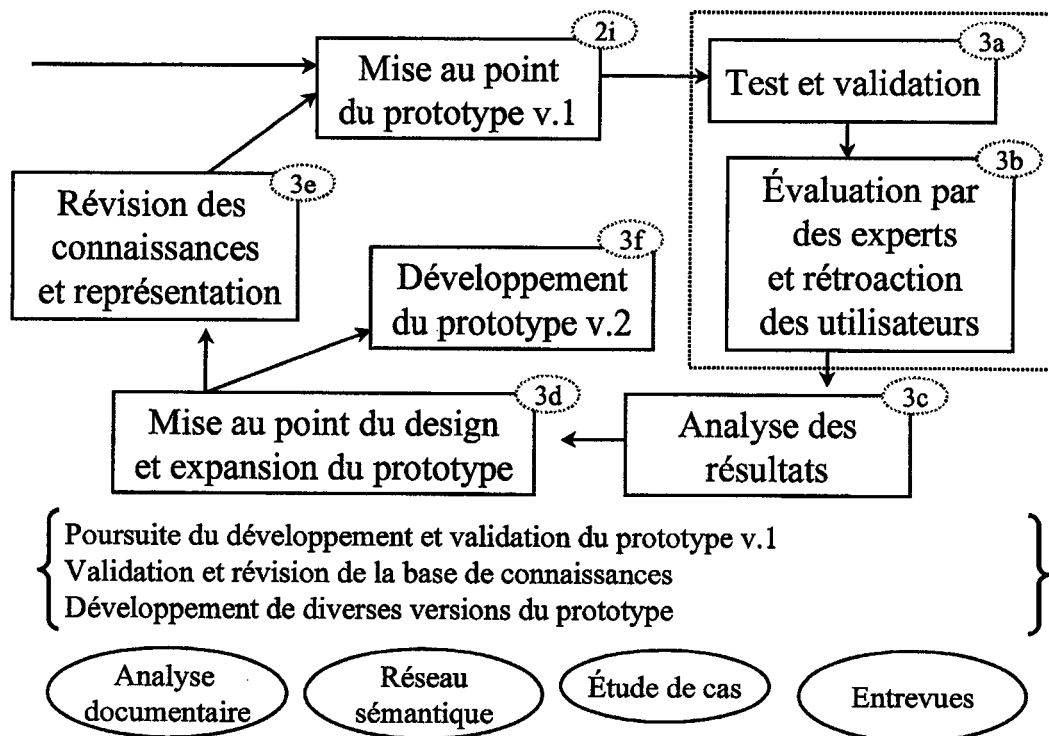 2i
Mise au point
du prototype v.1
3a
Test et validation
3b
Évaluation par
des experts
et rétroaction
des utilisateurs
3e
Révision des
connaissances
et représentation
3f
Développement
du prototype v.2
3d
Mise au point du design
et expansion du prototype
3c
Analyse des
résultats
Poursuite du développement et validation du prototype v.1
Validation et révision de la base de connaissances
Développement de diverses versions du prototype
Analyse
documentaire
Réseau
sémantique
Étude de cas
Entrevues